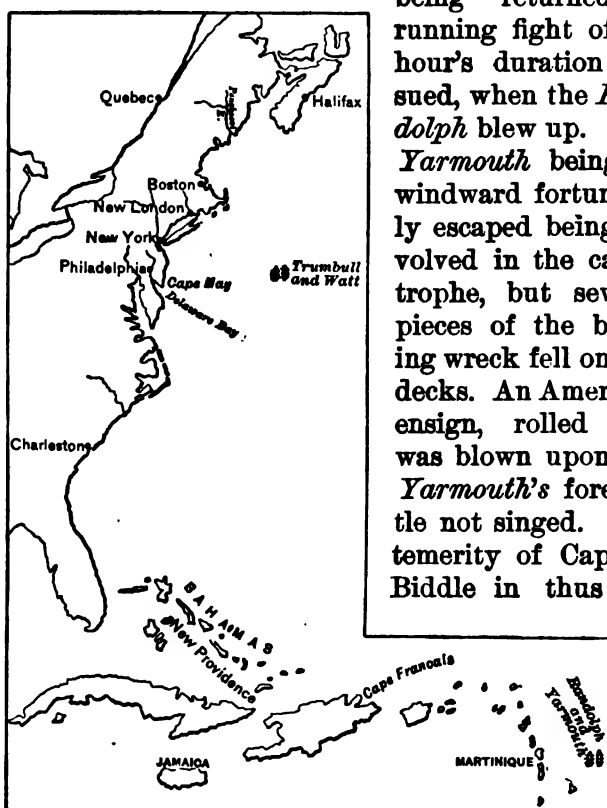 being returned
running fight of
hour's duration
sued, when the
dolph blew up.
Yarmouth being
windward fortun
ly escaped being
volved in the ca
trophe, but sev
pieces of the b
ing wreck fell on
decks. An Amer
ensign, rolled
was blown upon
Yarmouth's fore
tle not singed.
temerity of Cap
Biddle in thus
Quebec
Halifax
Boston
New London
New York
Philadelphia
Cape May
Delaware Bay
Trumbull
and Watt
Charleston
BAHAMAS
New Providence
Cape Francais
JAMAICA
MARTINIQUE
Randolph
and
Yarmouth